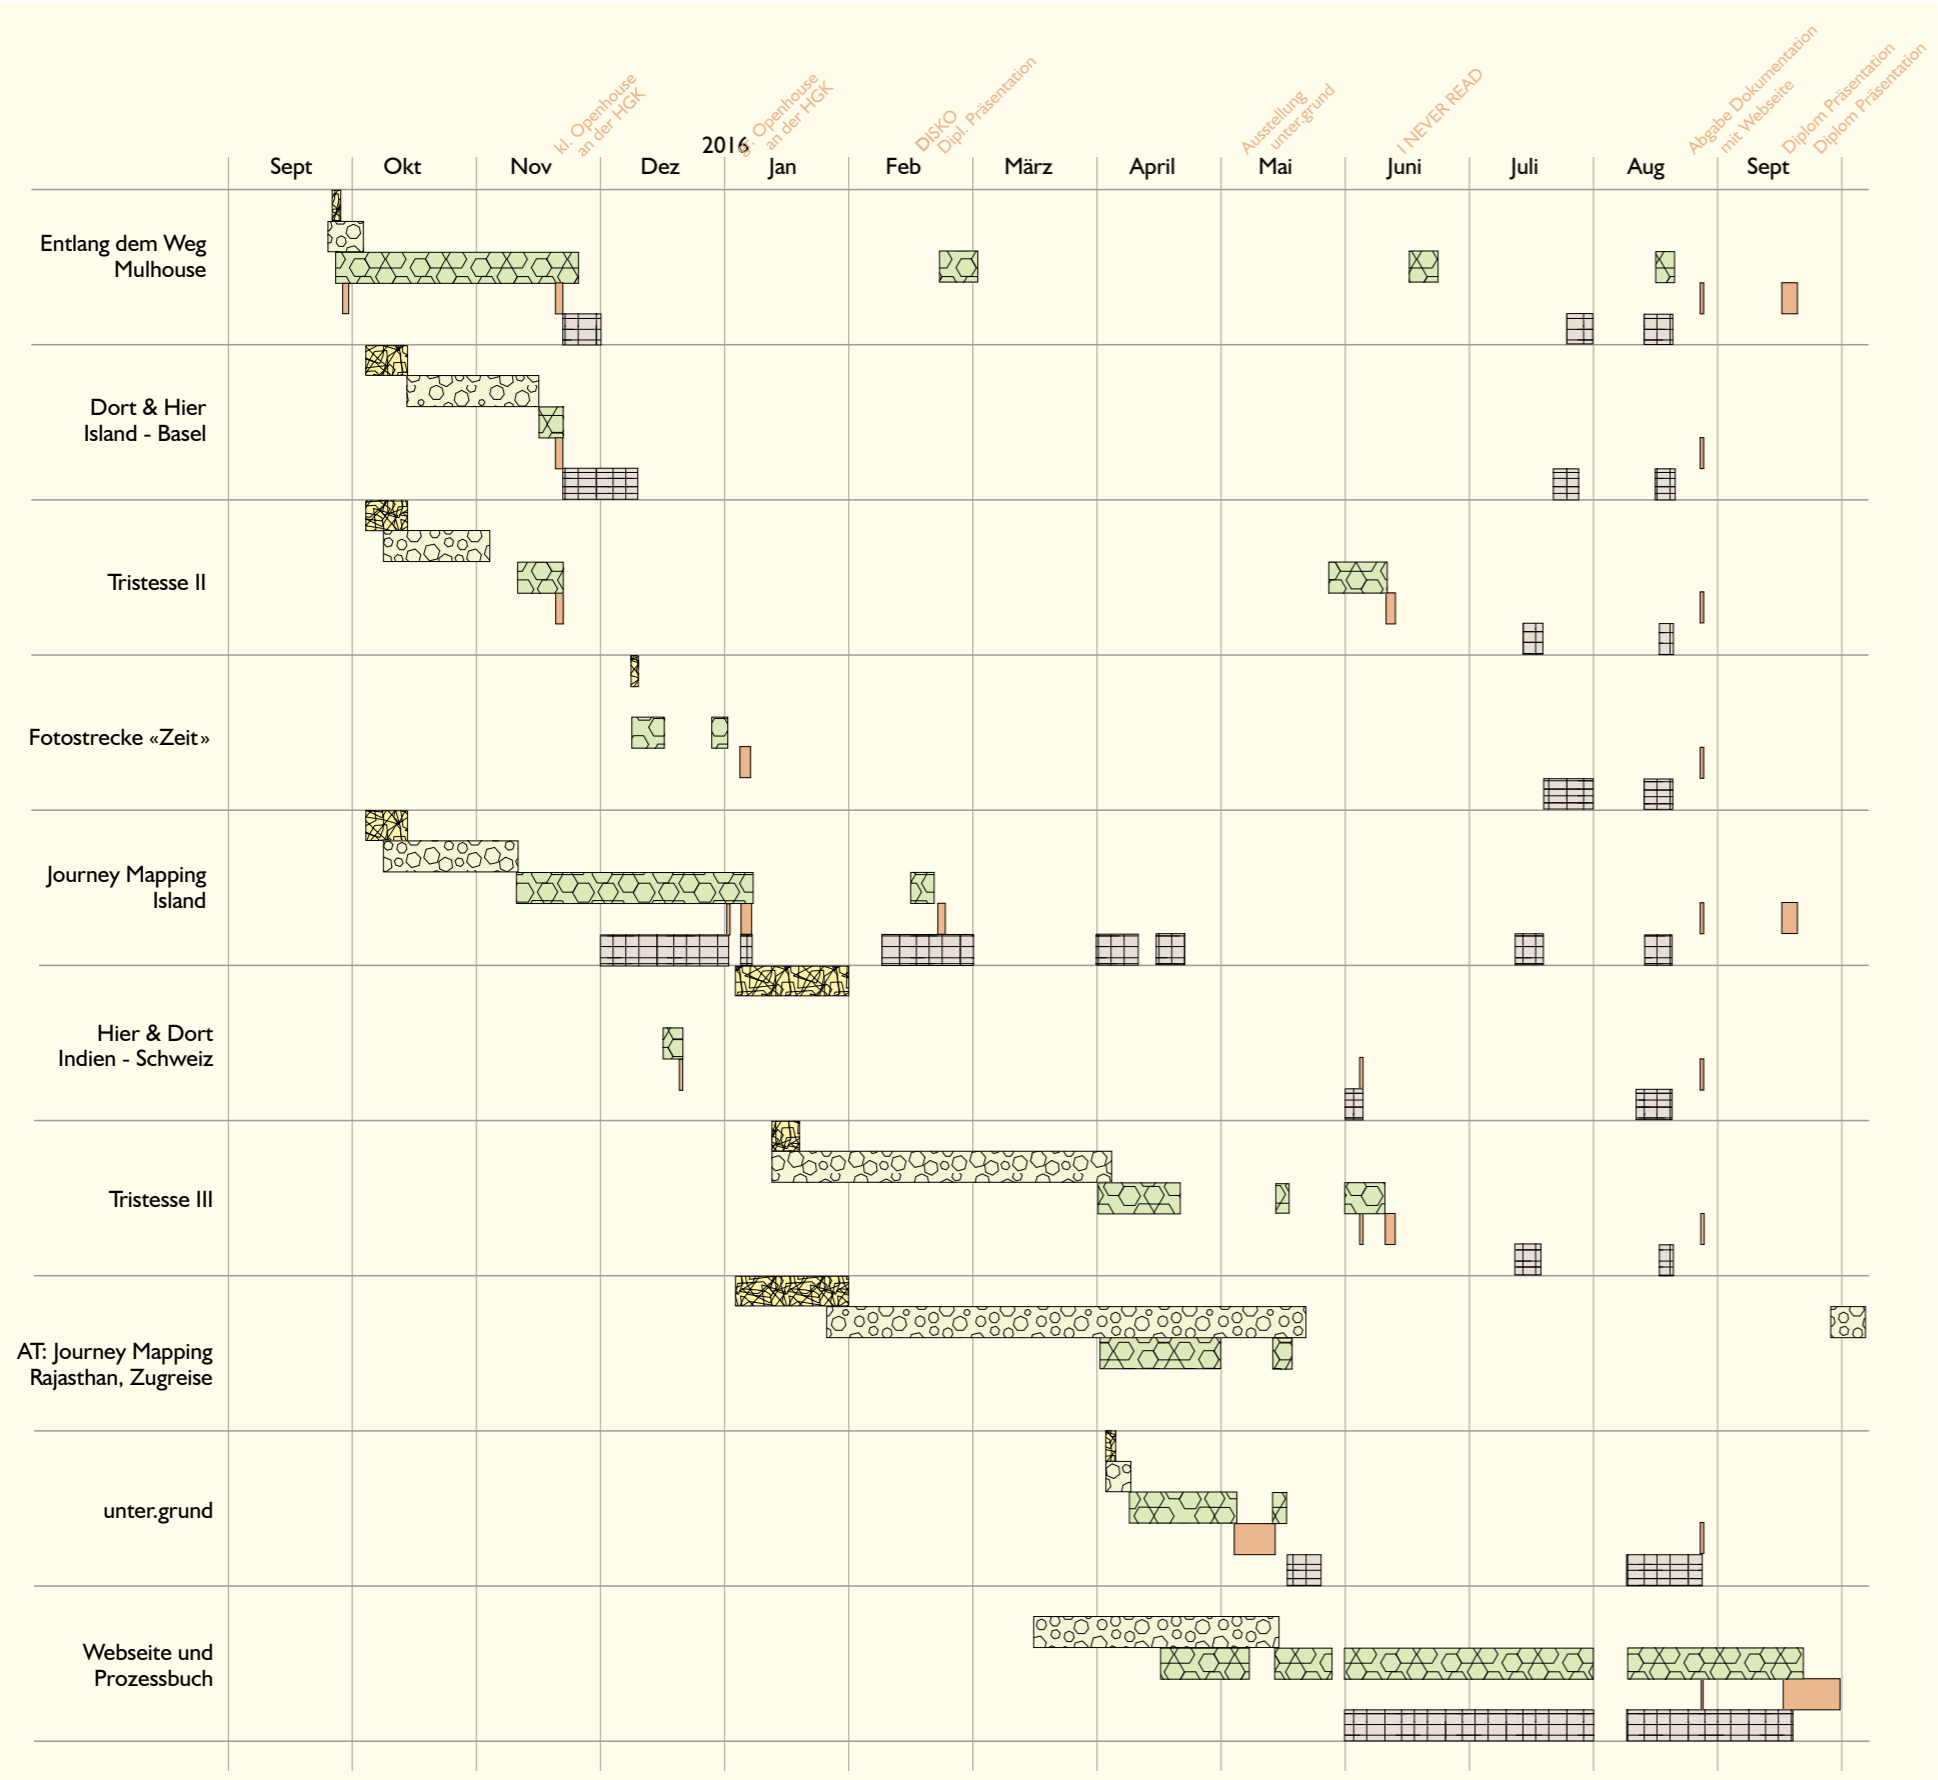 kl. Openhouse
an der HGK
gr. Openhouse
an der HGK
DISKO
Dipl. Präsentation
Ausstellung
unter.grund
I NEVER READ
Abgabe Dokumentation
mit Webseite
Diplom Präsentation
Diplom Präsentation
2016
Sept Okt Nov Dez Jan Feb März April Mai Juni Juli Aug Sept
Entlang dem Weg
Mulhouse
Dort & Hier
Island - Basel
Tristesse II
Fotostrecke «Zeit»
Journey Mapping
Island
Hier & Dort
Indien - Schweiz
Tristesse III
AT: Journey Mapping
Rajasthan, Zugreise
unter.grund
Webseite und
Prozessbuch